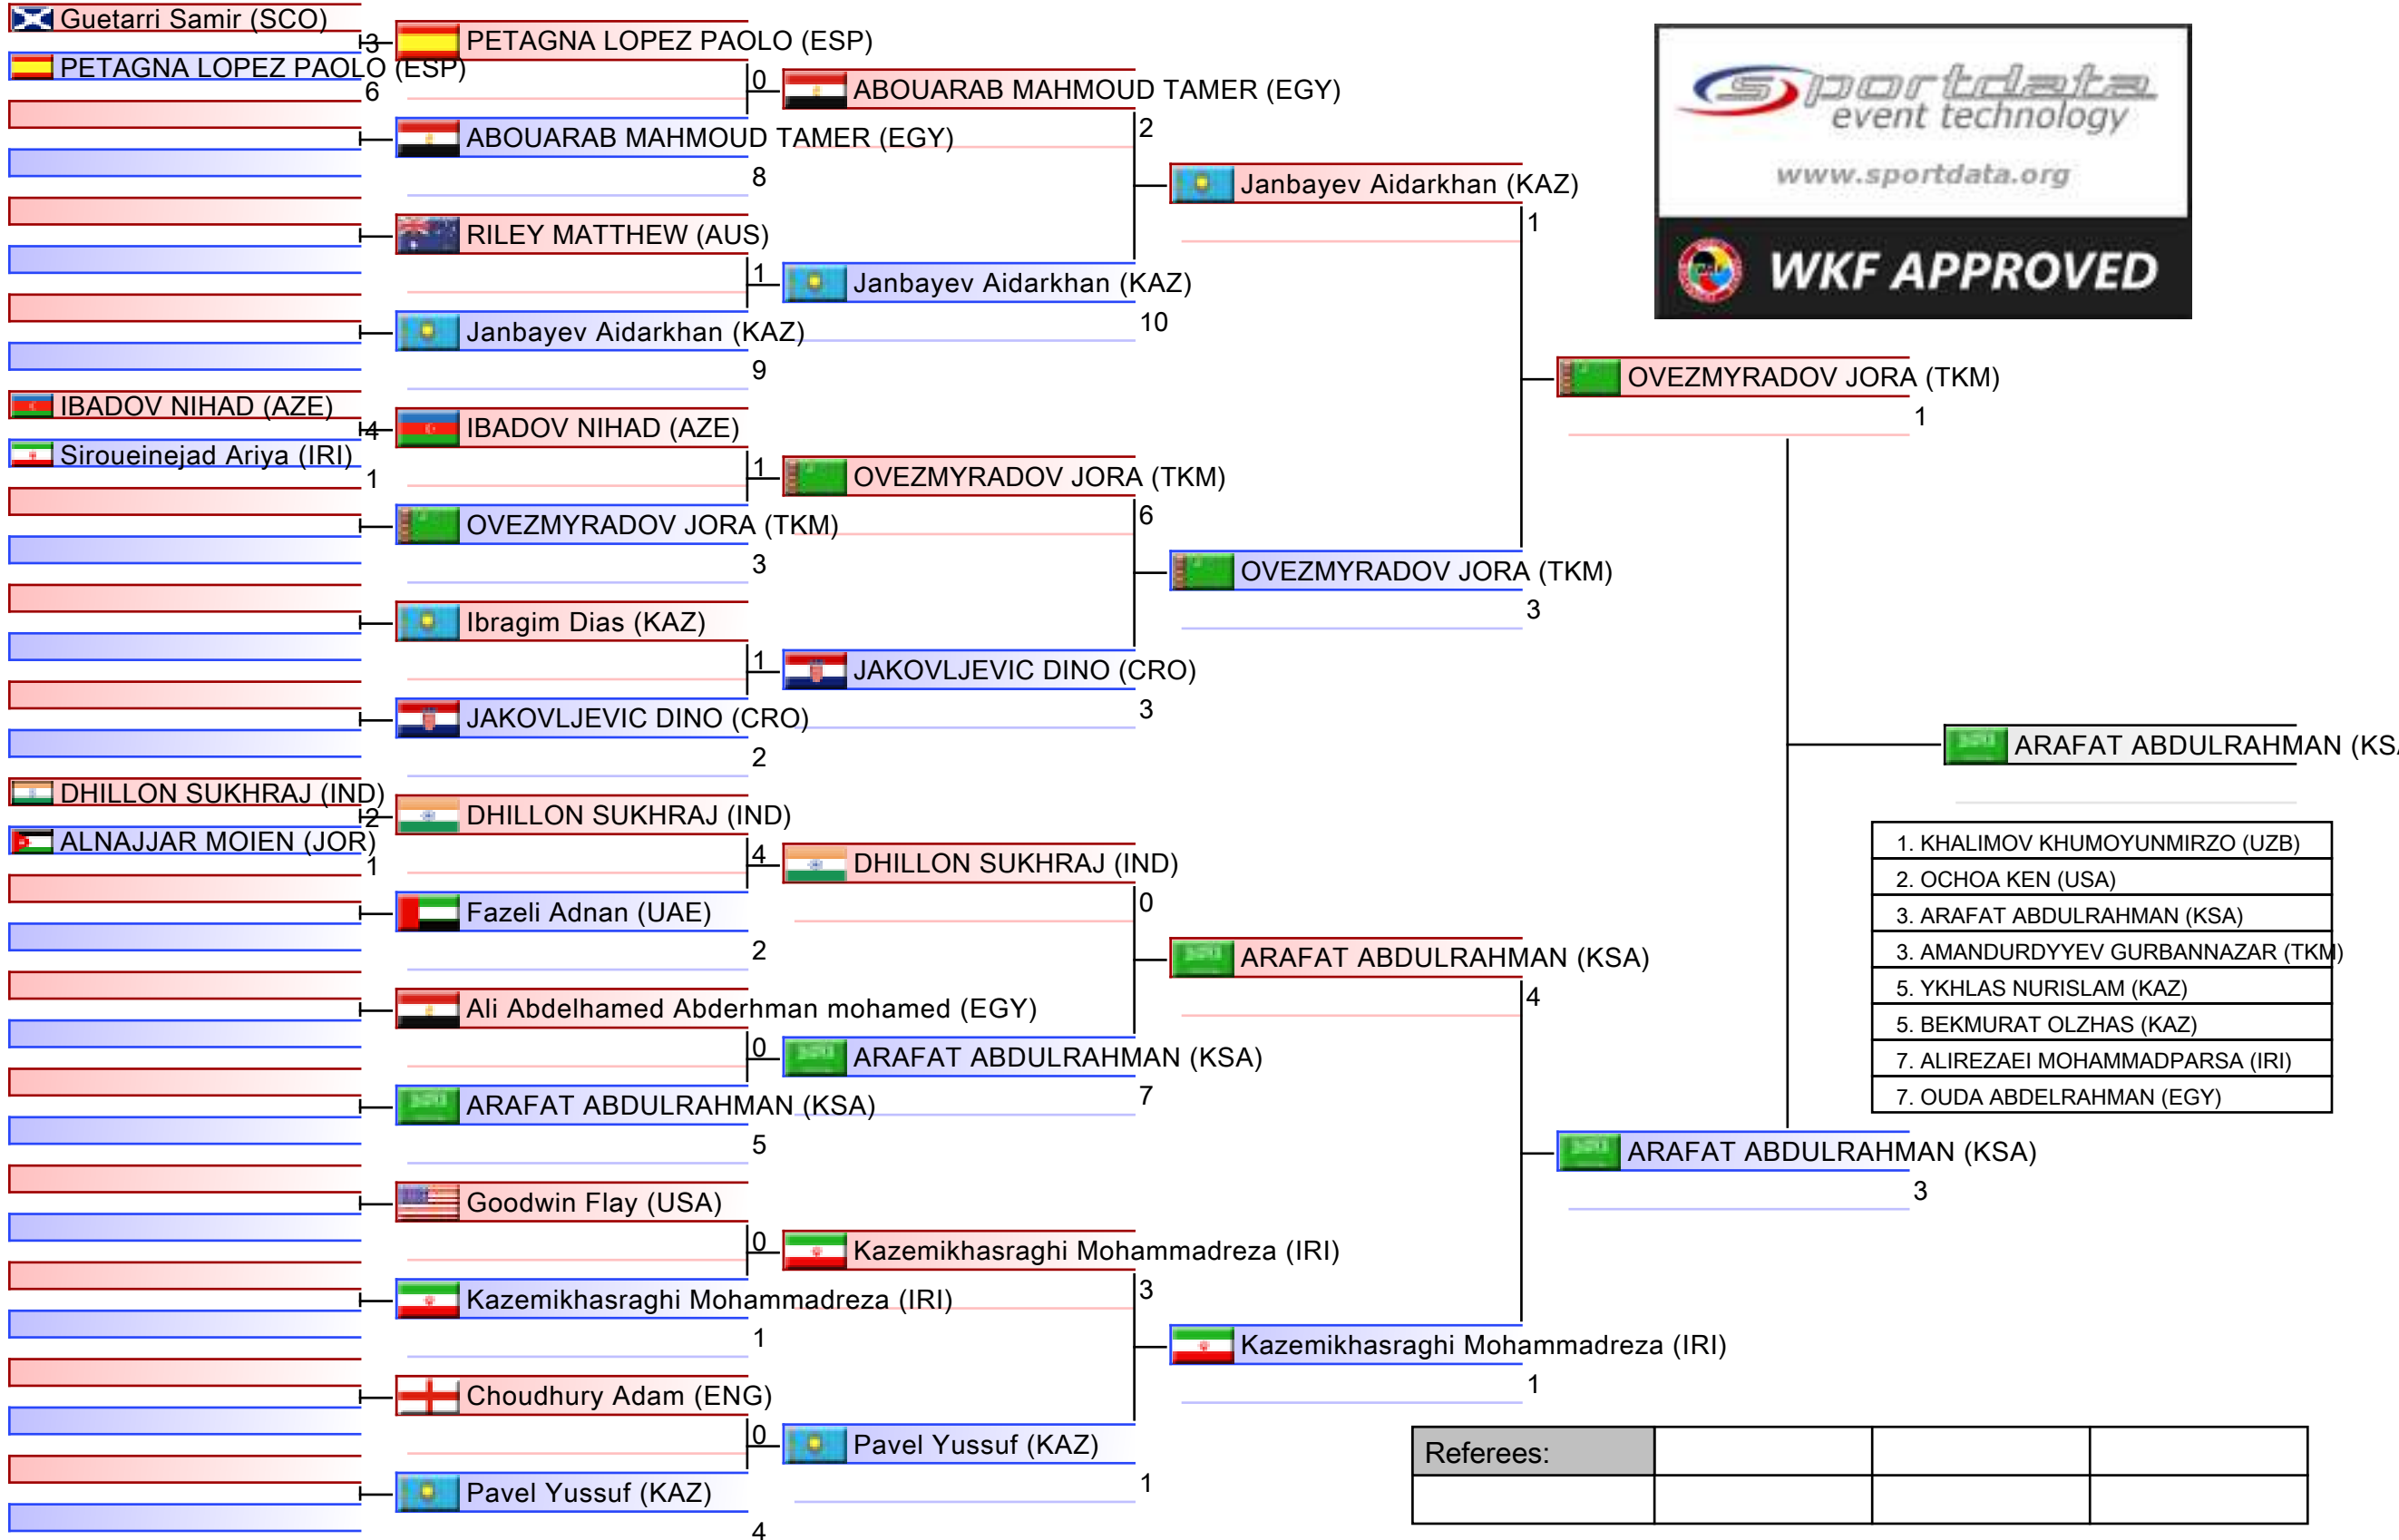 Guetarri Samir (SCO)
3
PETAGNA LOPEZ PAOLO (ESP)
6
IBADOV NIHAD (AZE)
4
Siroueinejad Ariya (IRI)
1
DHILLON SUKHRAJ (IND)
2
ALNAJJAR MOIEN (JOR)
1
PETAGNA LOPEZ PAOLO (ESP)
0
ABOUARAB MAHMOUD TAMER (EGY)
8
RILEY MATTHEW (AUS)
1
Janbayev Aidarkhan (KAZ)
9
IBADOV NIHAD (AZE)
1
OVEZMYRADOV JORA (TKM)
3
Ibragim Dias (KAZ)
1
JAKOVLJEVIC DINO (CRO)
2
DHILLON SUKHRAJ (IND)
4
Fazeli Adnan (UAE)
2
Ali Abdelhamed Abderhman mohamed (EGY)
0
ARAFAT ABDULRAHMAN (KSA)
5
Goodwin Flay (USA)
0
Kazemikhasraghi Mohammadreza (IRI)
1
Choudhury Adam (ENG)
0
Pavel Yussuf (KAZ)
4
ABOUARAB MAHMOUD TAMER (EGY)
2
Janbayev Aidarkhan (KAZ)
10
OVEZMYRADOV JORA (TKM)
6
JAKOVLJEVIC DINO (CRO)
3
DHILLON SUKHRAJ (IND)
0
ARAFAT ABDULRAHMAN (KSA)
7
Kazemikhasraghi Mohammadreza (IRI)
3
Pavel Yussuf (KAZ)
1
Janbayev Aidarkhan (KAZ)
1
OVEZMYRADOV JORA (TKM)
3
ARAFAT ABDULRAHMAN (KSA)
4
Kazemikhasraghi Mohammadreza (IRI)
1
OVEZMYRADOV JORA (TKM)
1
ARAFAT ABDULRAHMAN (KSA)
3
ARAFAT ABDULRAHMAN (KS
sportdata
event technology
www.sportdata.org
WKF APPROVED
1. KHALIMOV KHUMOYUNMIRZO (UZB)
2. OCHOA KEN (USA)
3. ARAFAT ABDULRAHMAN (KSA)
3. AMANDURDYYEV GURBANNAZAR (TKM)
5. YKHLAS NURISLAM (KAZ)
5. BEKMURAT OLZHAS (KAZ)
7. ALIREZAEI MOHAMMADPARSA (IRI)
7. OUDA ABDELRAHMAN (EGY)
Referees: